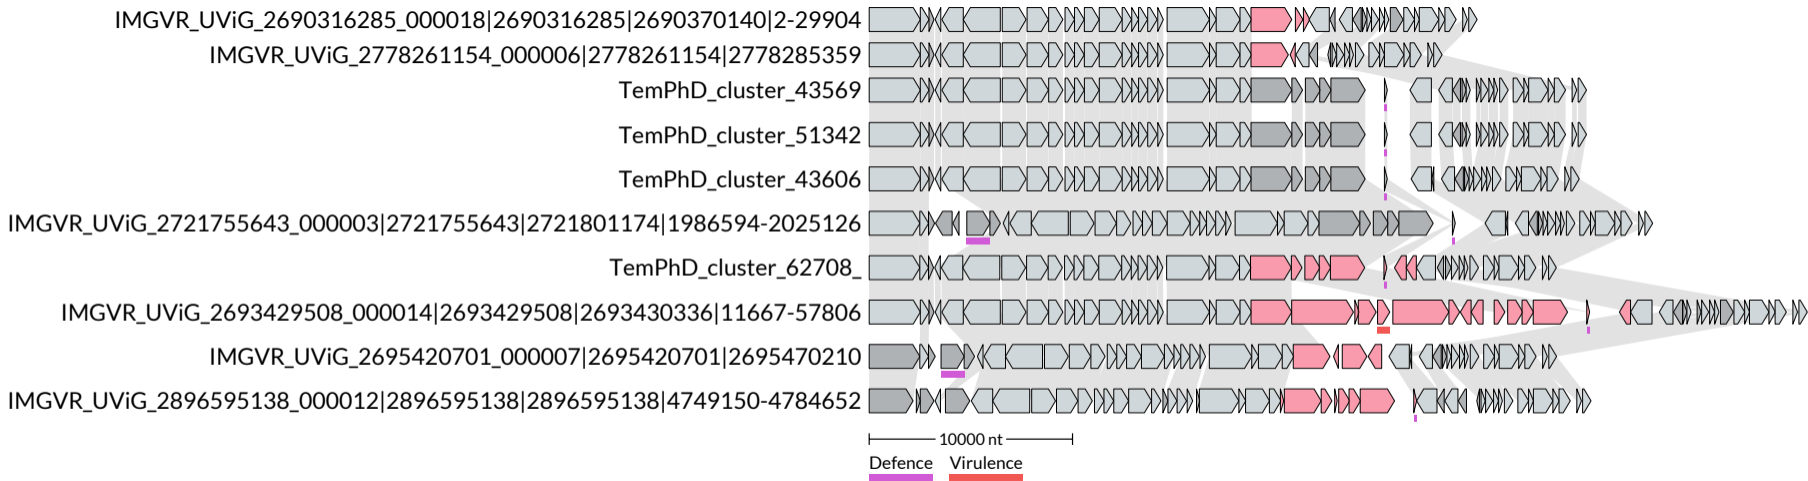 IMGVR_UViG_2690316285_000018|2690316285|2690370140|2-29904
IMGVR_UViG_2778261154_000006|2778261154|2778285359
TemPhD_cluster_43569
TemPhD_cluster_51342
TemPhD_cluster_43606
IMGVR_UViG_2721755643_000003|2721755643|2721801174|1986594-2025126
TemPhD_cluster_62708_
IMGVR_UViG_2693429508_000014|2693429508|2693430336|11667-57806
IMGVR_UViG_2695420701_000007|2695420701|2695470210
IMGVR_UViG_2896595138_000012|2896595138|2896595138|4749150-4784652
10000 nt
Defence Virulence